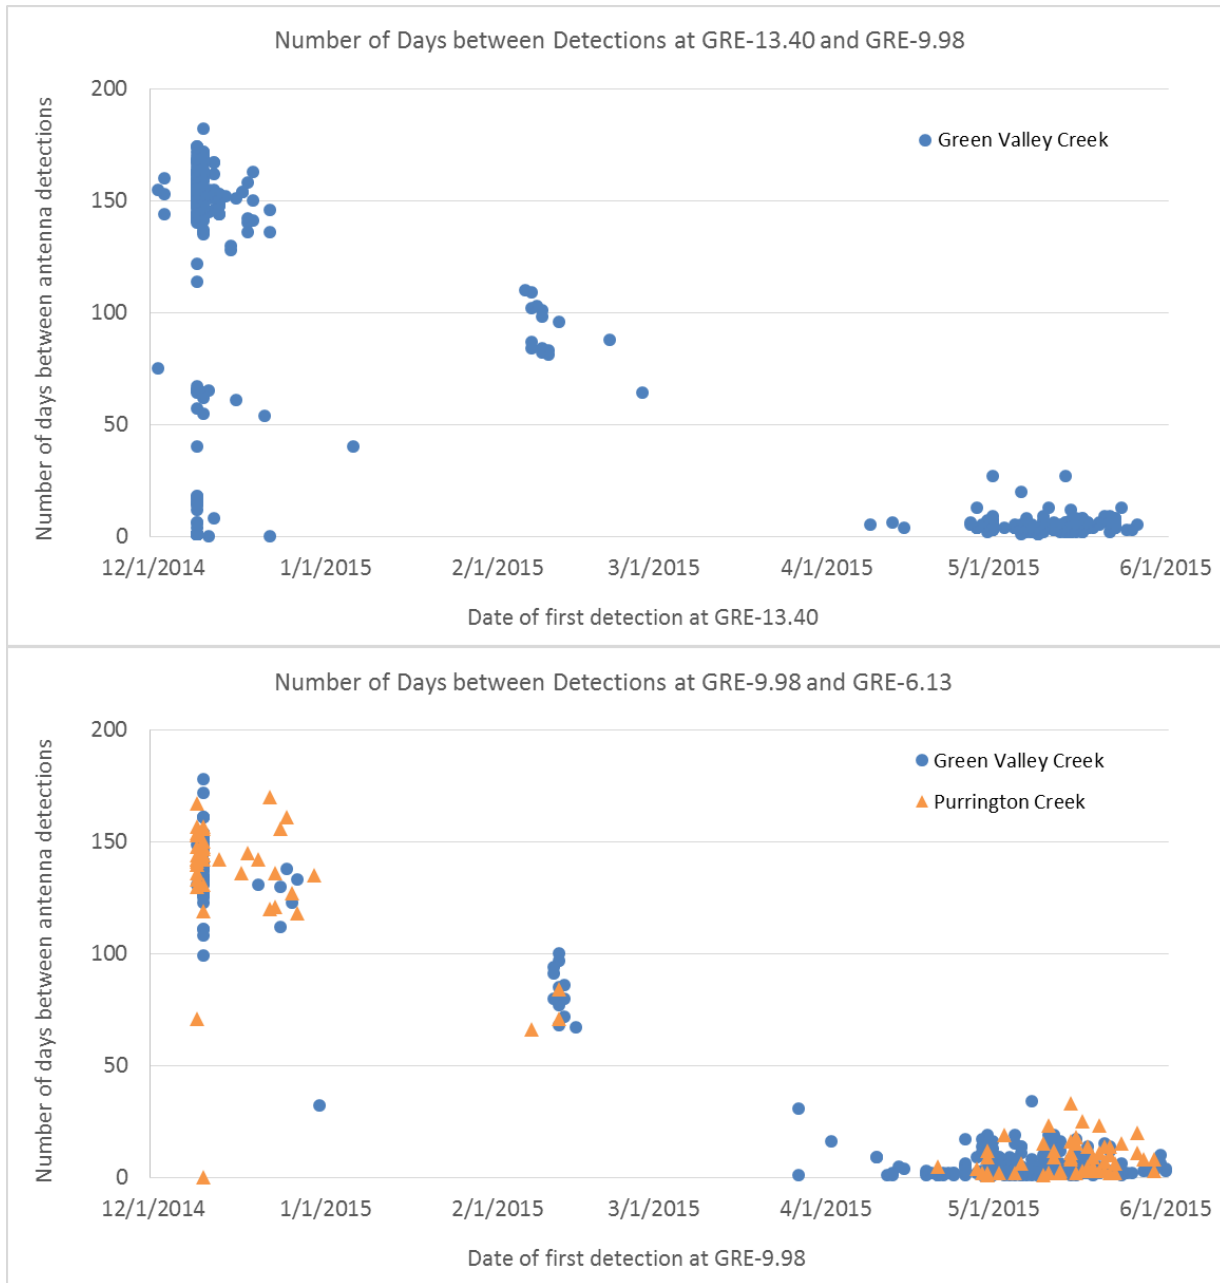 Number of Days between Detections at GRE-13.40 and GRE-9.98
Number of days between antenna detections
200
150
100
50
0
Green Valley Creek
12/1/2014 1/1/2015 2/1/2015 3/1/2015 4/1/2015 5/1/2015 6/1/2015
Date of first detection at GRE-13.40
Number of Days between Detections at GRE-9.98 and GRE-6.13
Number of days between antenna detections
200
150
100
50
0
Green Valley Creek
Purrington Creek
12/1/2014 1/1/2015 2/1/2015 3/1/2015 4/1/2015 5/1/2015 6/1/2015
Date of first detection at GRE-9.98